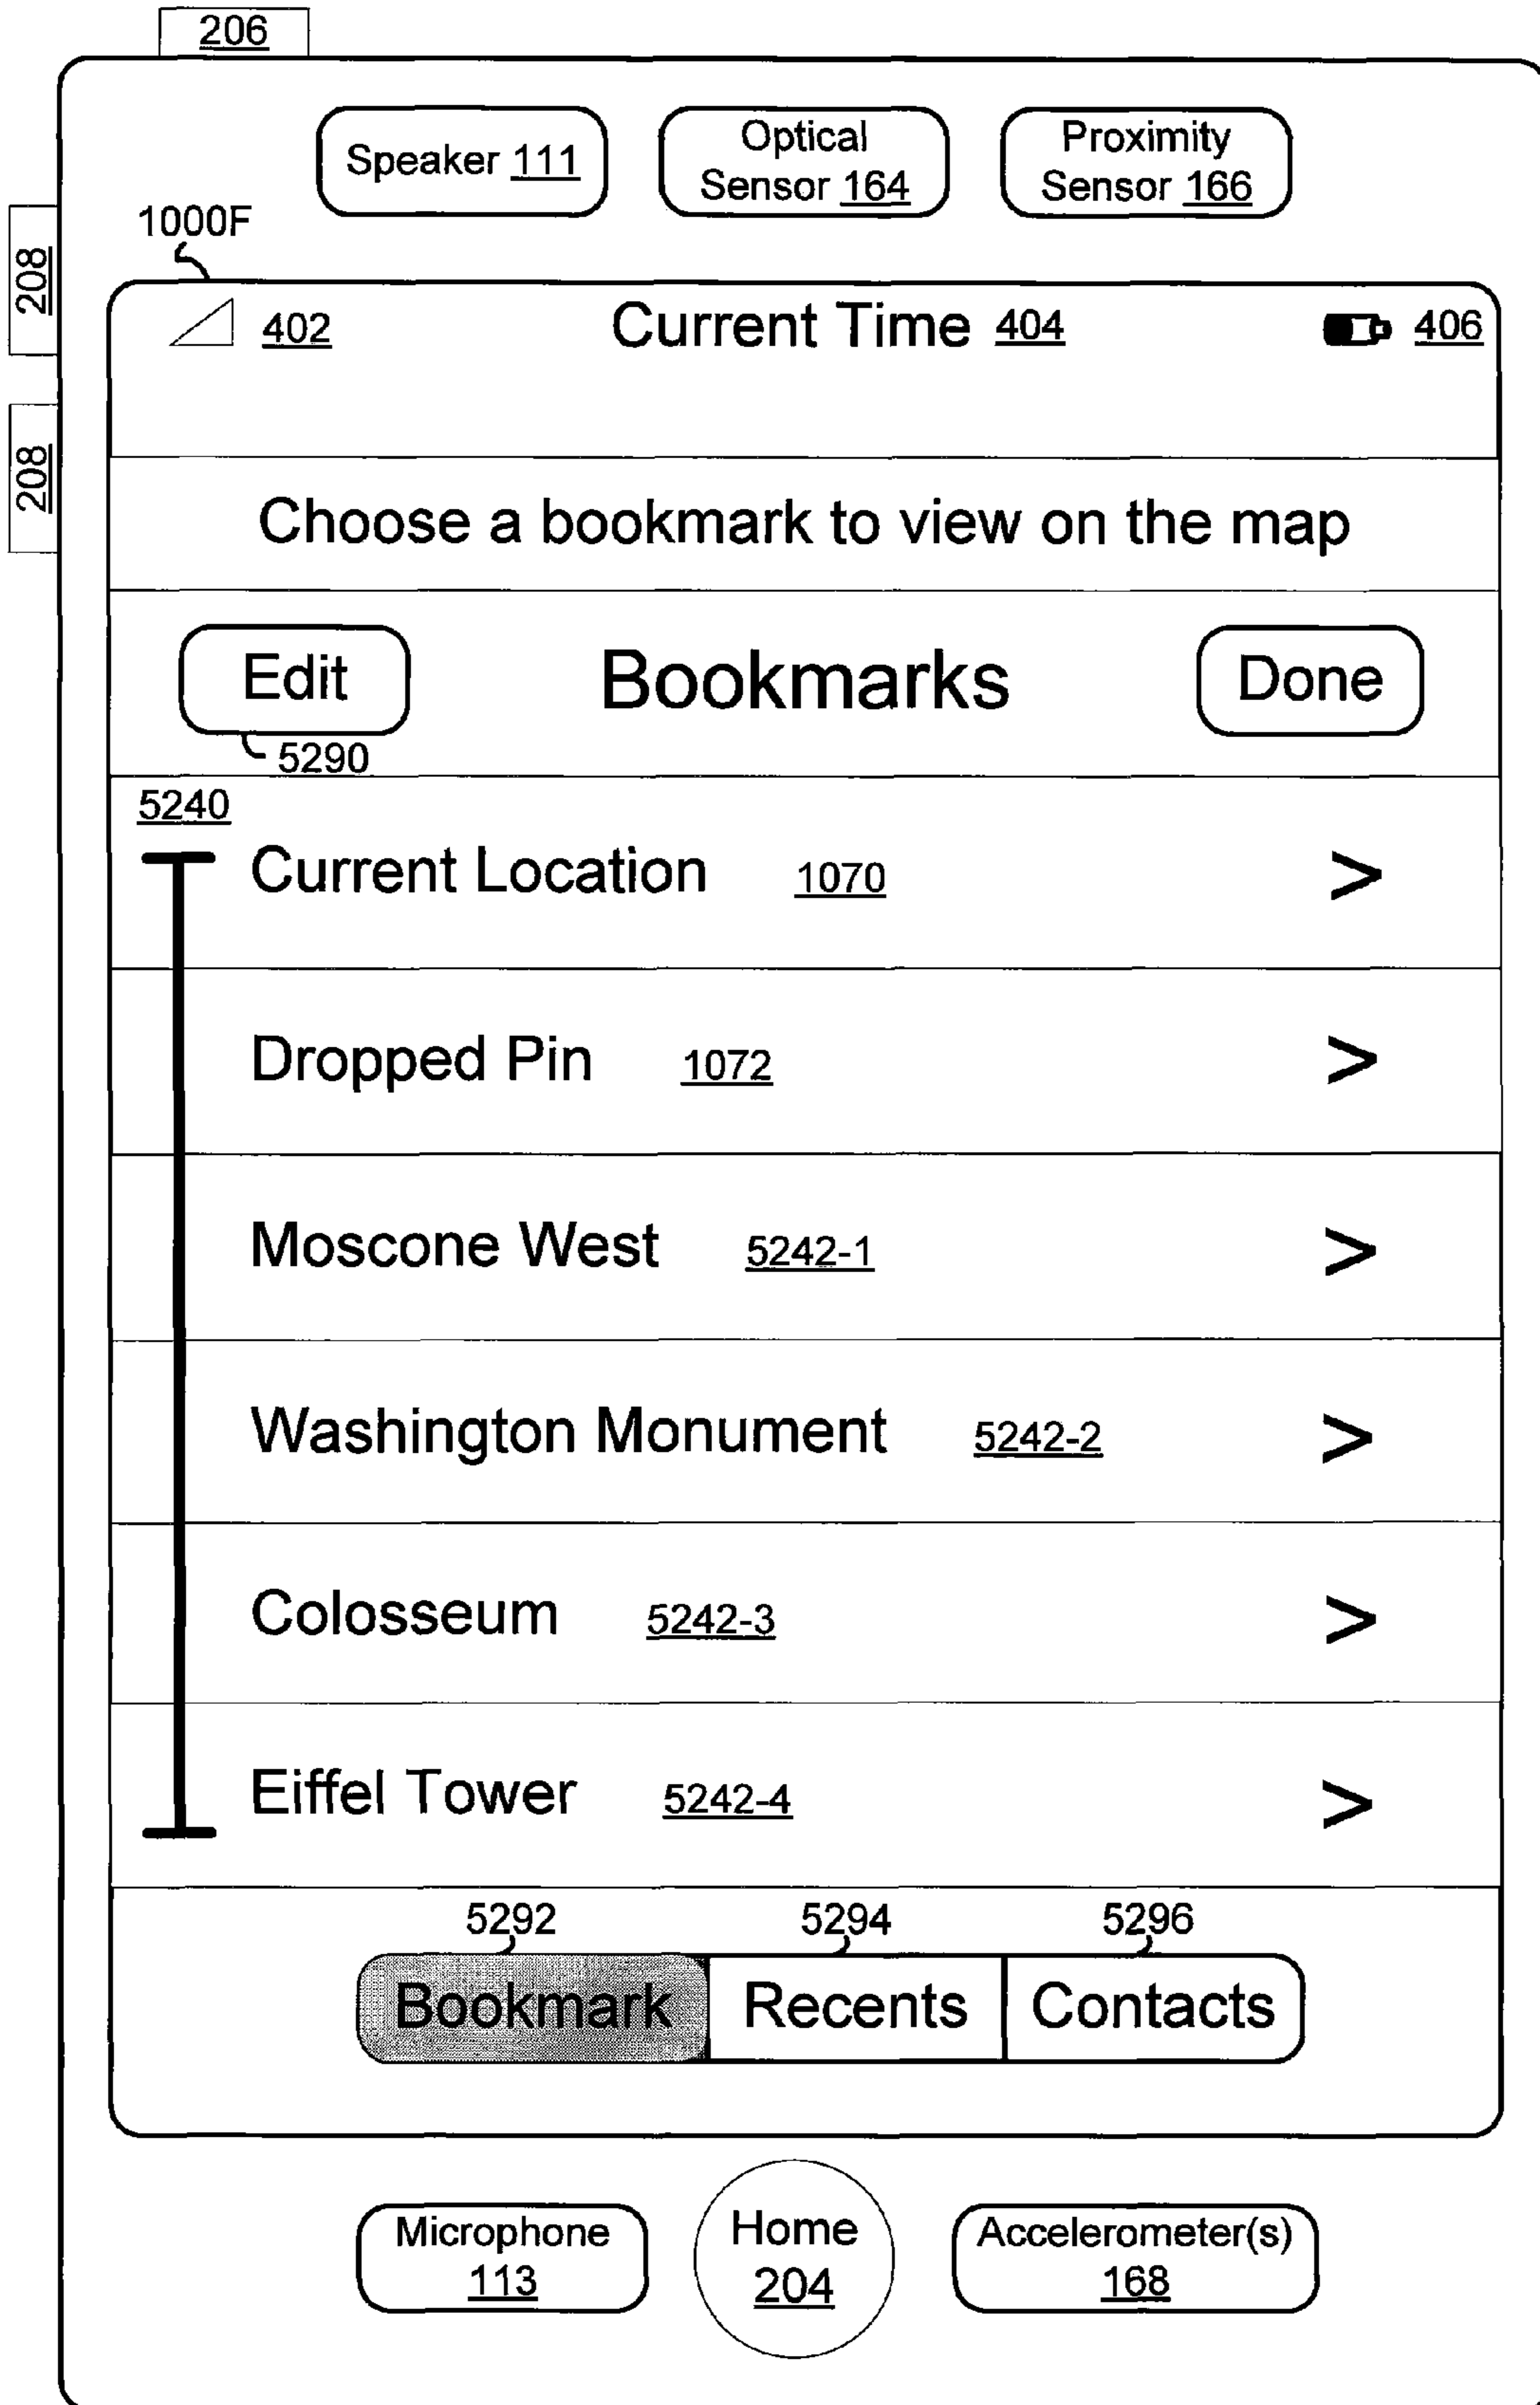 206
Speaker 111
Optical
Sensor 164
Proximity
Sensor 166
1000F
208
402
Current Time 404
406
208
Choose a bookmark to view on the map
Edit
Bookmarks
Done
5290
5240
Current Location 1070 >
Dropped Pin 1072 >
Moscone West 5242-1 >
Washington Monument 5242-2 >
Colosseum 5242-3 >
Eiffel Tower 5242-4 >
5292 5294 5296
Bookmark Recents Contacts
Microphone
113
Home
204
Accelerometer(s)
168